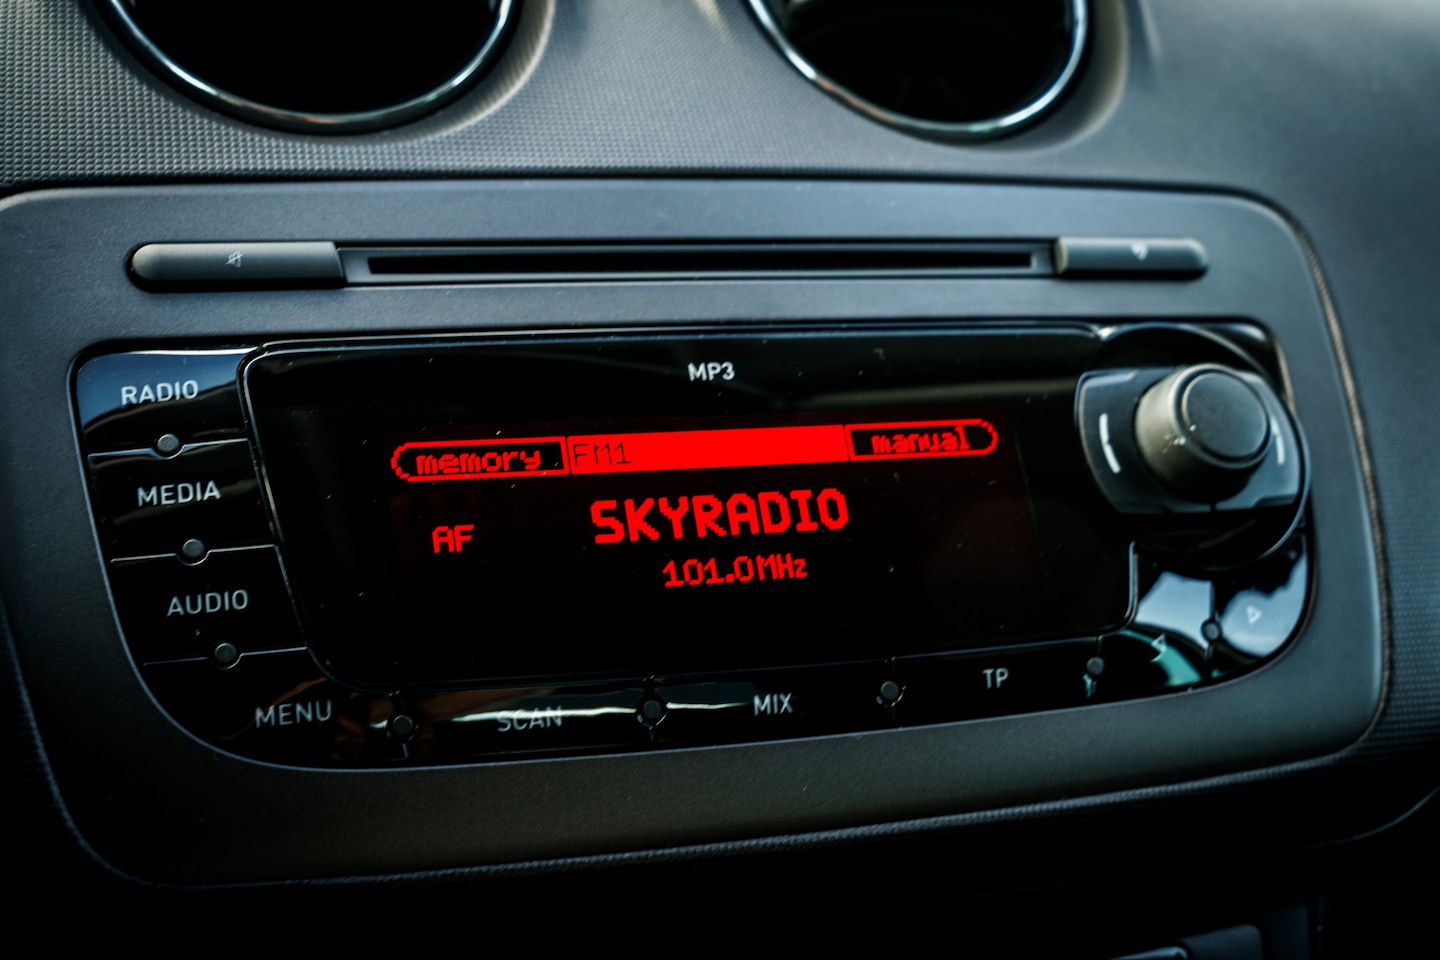 MP3
RADIO
memory FM1 manual
MEDIA
SKYRADIO
AF
101.0MHz
AUDIO
MENU SCAN MIX TP